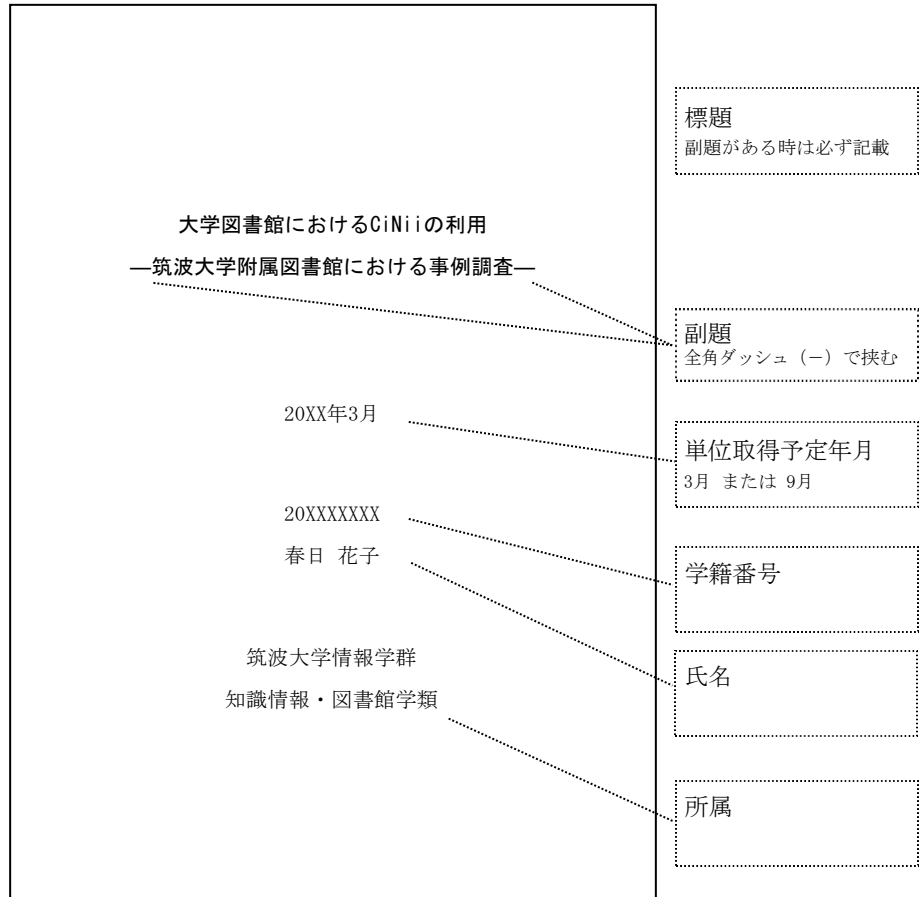 標題
副題がある時は必ず記載
大学図書館におけるCiNiiの利用
―筑波大学附属図書館における事例調査―
副題
全角ダッシュ（－）で挟む
20XX年3月
単位取得予定年月
3月 または 9月
20XXXXXXX
春日 花子
学籍番号
筑波大学情報学群
知識情報・図書館学類
氏名
所属